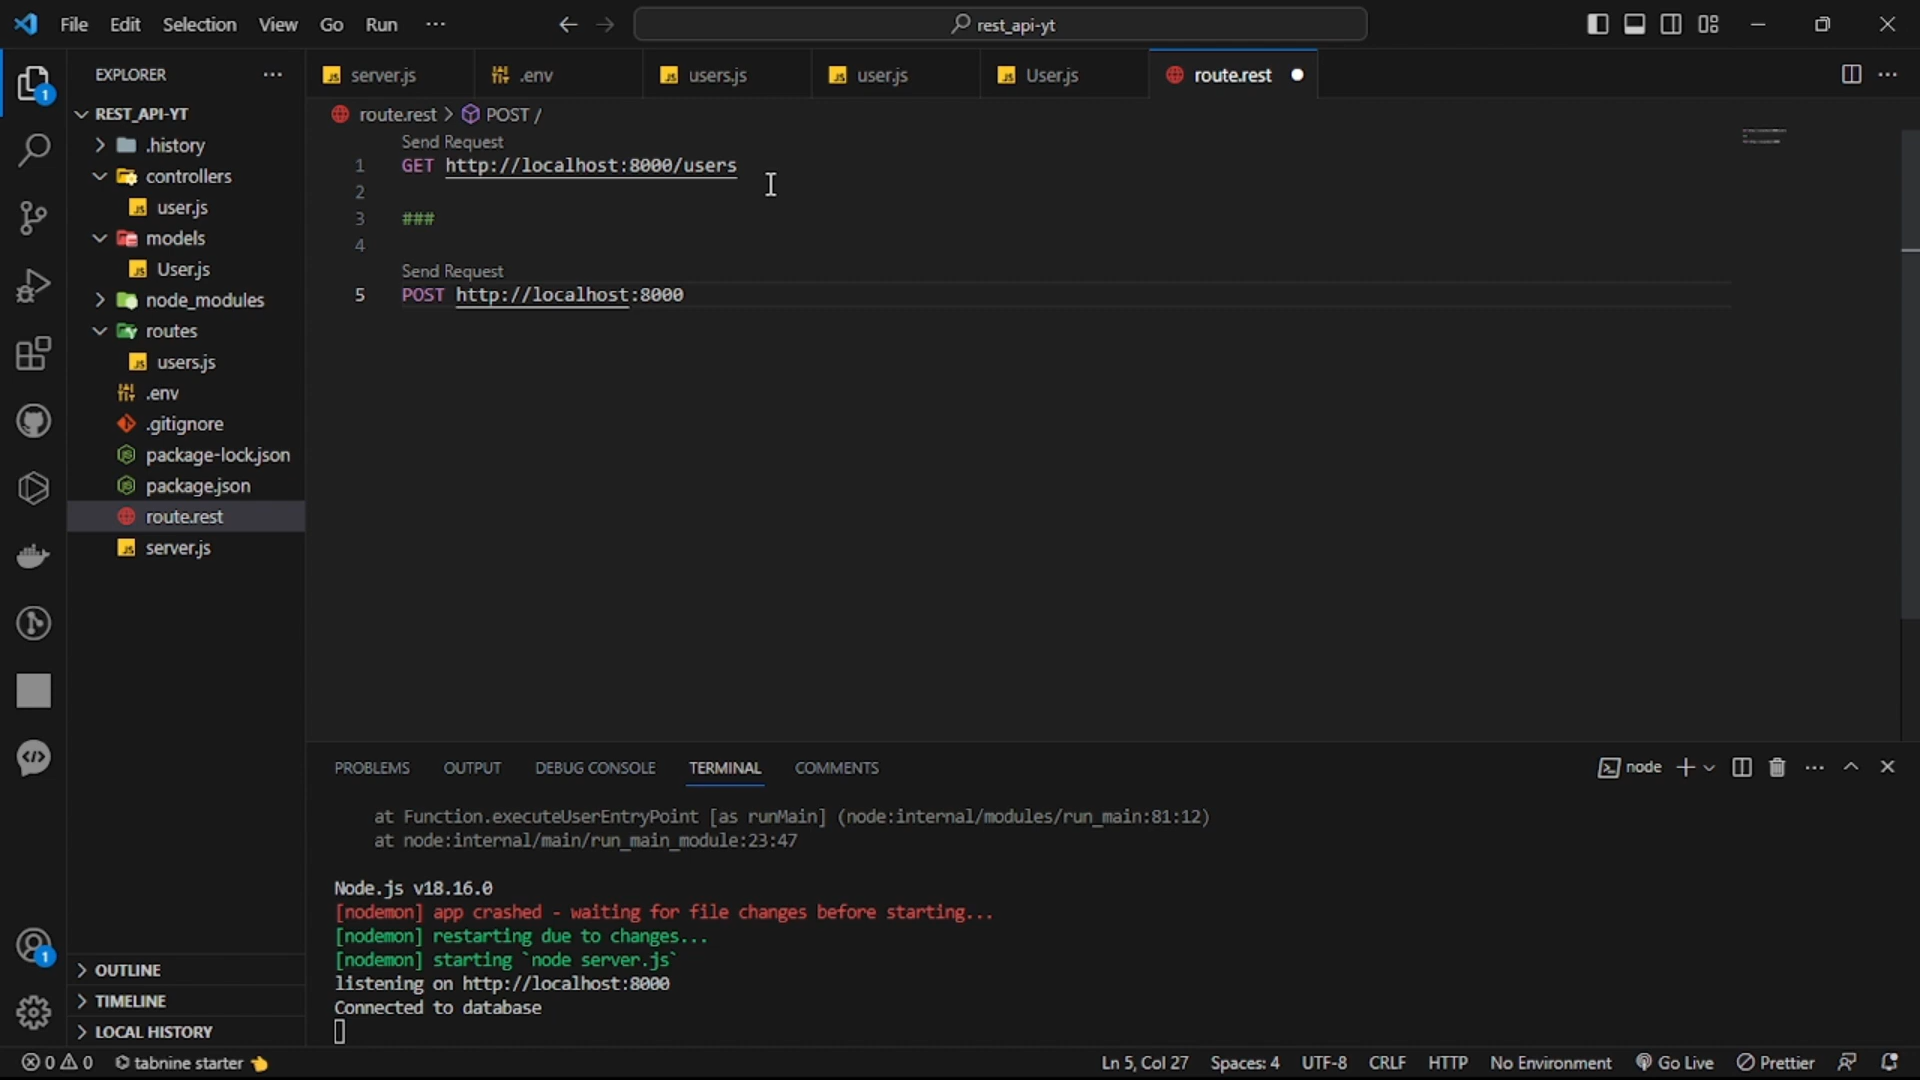 File Edit Selection View Go Run ···
rest_api-yt
EXPLORER ···
REST_API-YT
.history
controllers
user.js
models
User.js
node_modules
routes
users.js
.env
.gitignore
package-lock.json
package.json
route.rest
server.js
OUTLINE
TIMELINE
LOCAL HISTORY
server.js .env users.js user.js User.js route.rest
route.rest > POST /
Send Request
1 GET http://localhost:8000/users
2
3 ###
4
Send Request
5 POST http://localhost:8000
PROBLEMS OUTPUT DEBUG CONSOLE TERMINAL COMMENTS
node
at Function.executeUserEntryPoint [as runMain] (node:internal/modules/run_main:81:12)
at node:internal/main/run_main_module:23:47
Node.js v18.16.0
[nodemon] app crashed - waiting for file changes before starting...
[nodemon] restarting due to changes...
[nodemon] starting `node server.js`
listening on http://localhost:8000
Connected to database
0 0 tabnine starter 👈
Ln 5, Col 27 Spaces: 4 UTF-8 CRLF HTTP No Environment Go Live Prettier
1
1